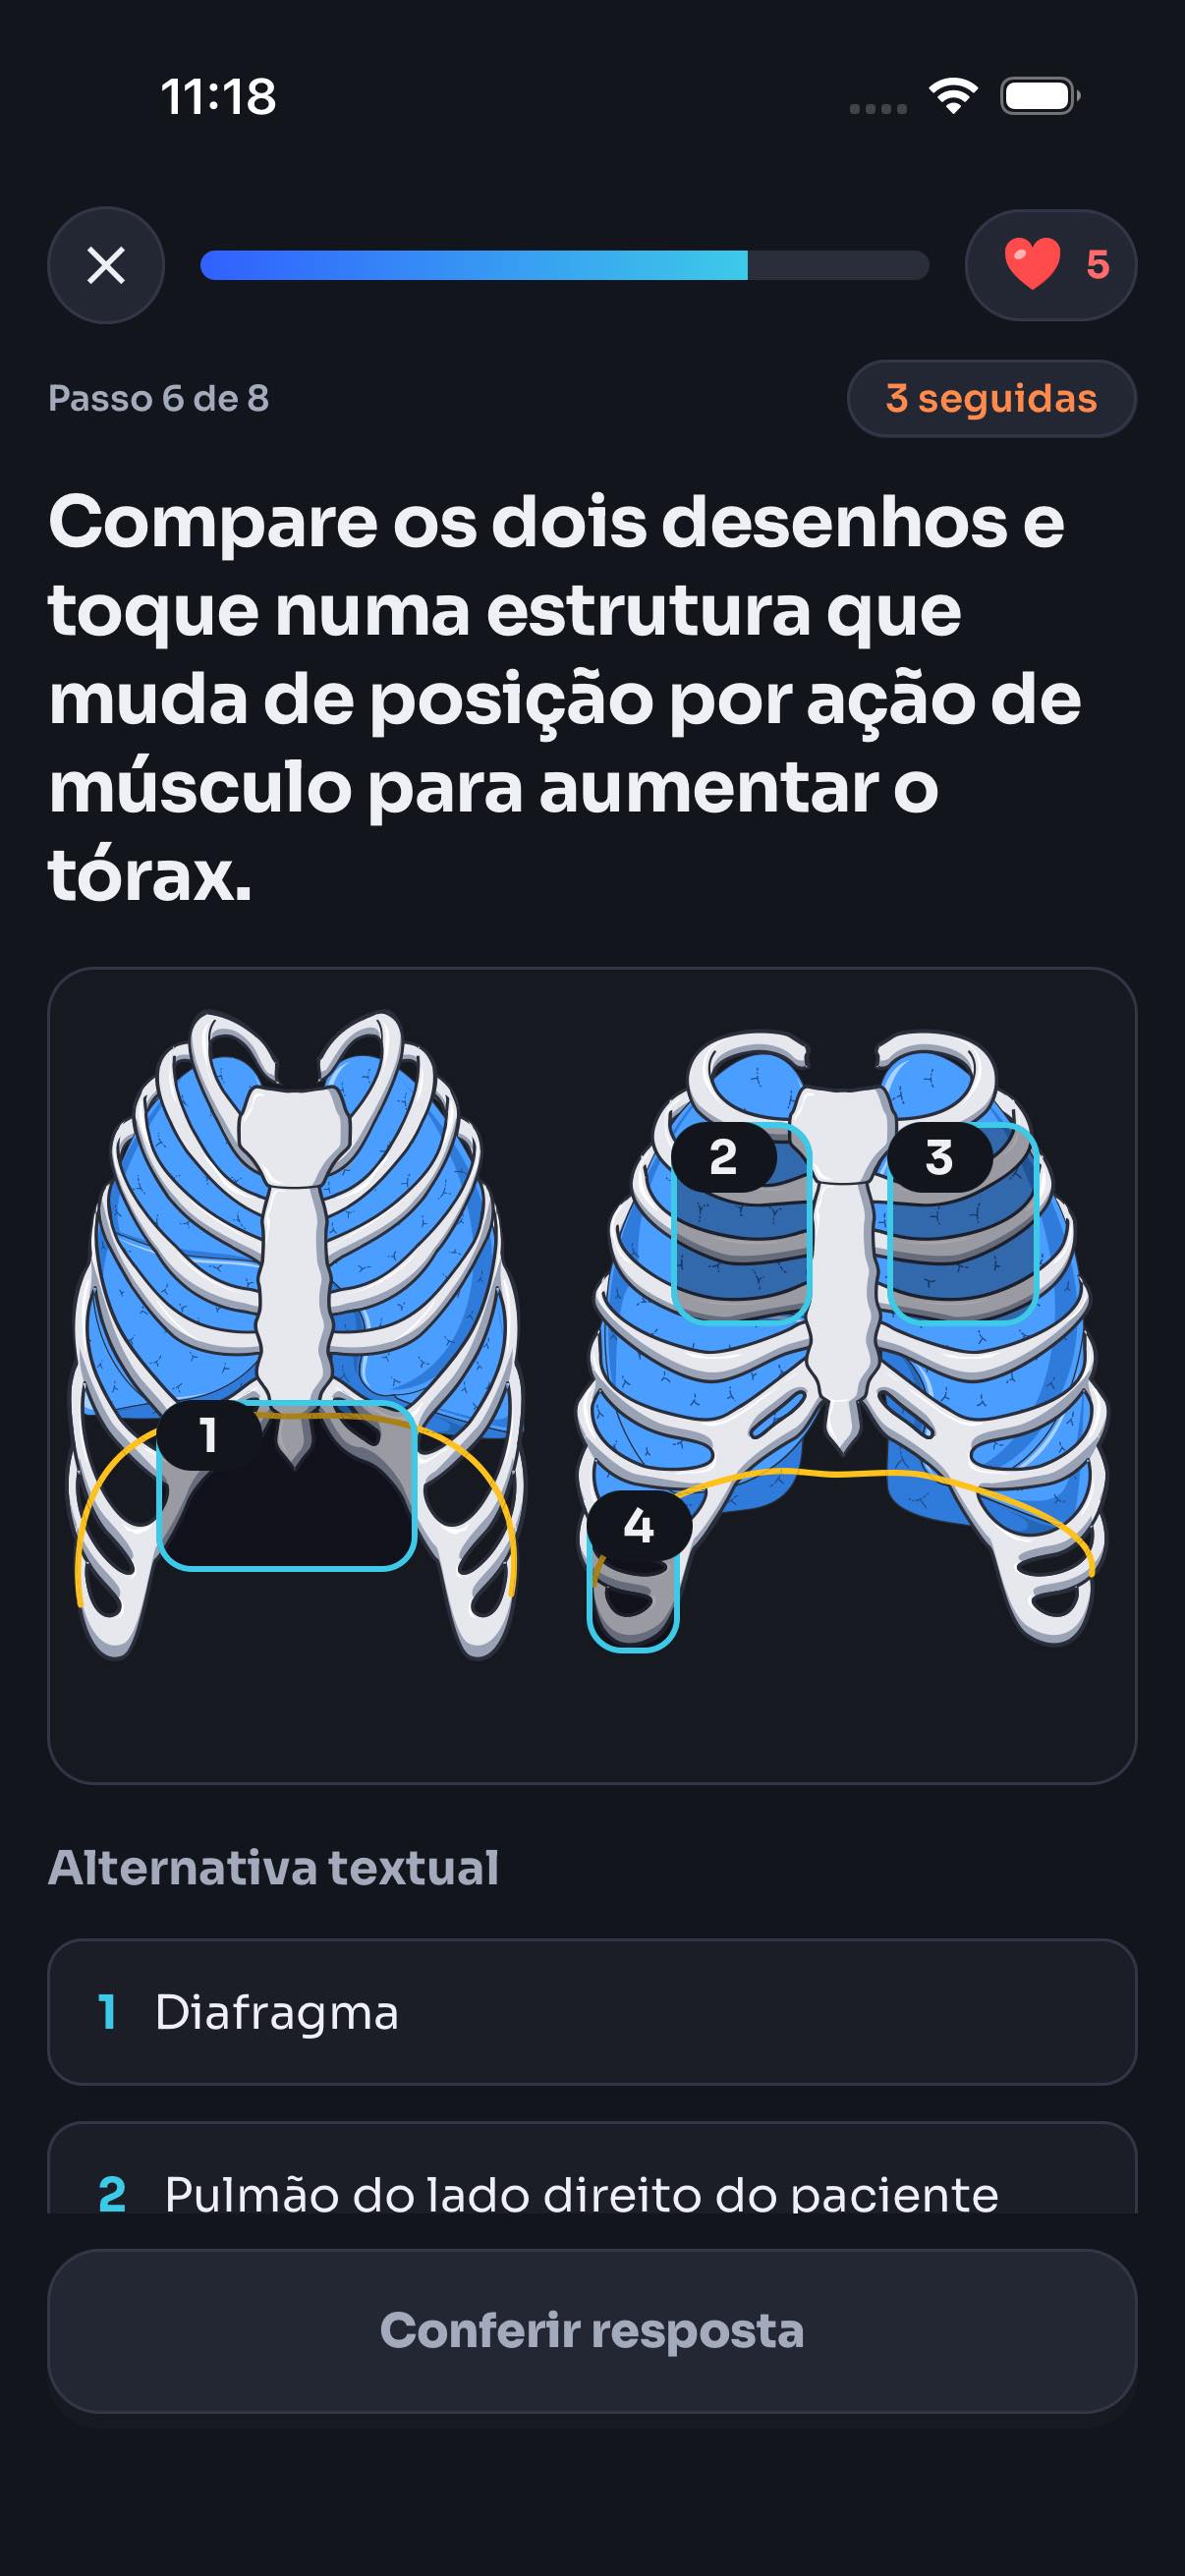 11:18
5
Passo 6 de 8
3 seguidas
Compare os dois desenhos e
toque numa estrutura que
muda de posição por ação de
músculo para aumentar o
tórax.
2
3
1
4
Alternativa textual
1 Diafragma
2 Pulmão do lado direito do paciente
Conferir resposta